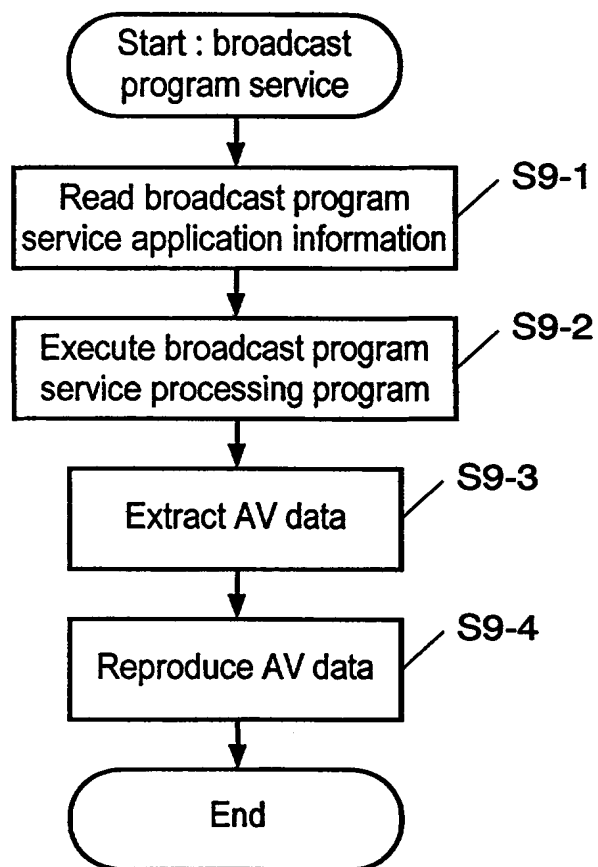 Start : broadcast
program service
Read broadcast program
service application information
S9-1
Execute broadcast program
service processing program
S9-2
Extract AV data
S9-3
Reproduce AV data
S9-4
End